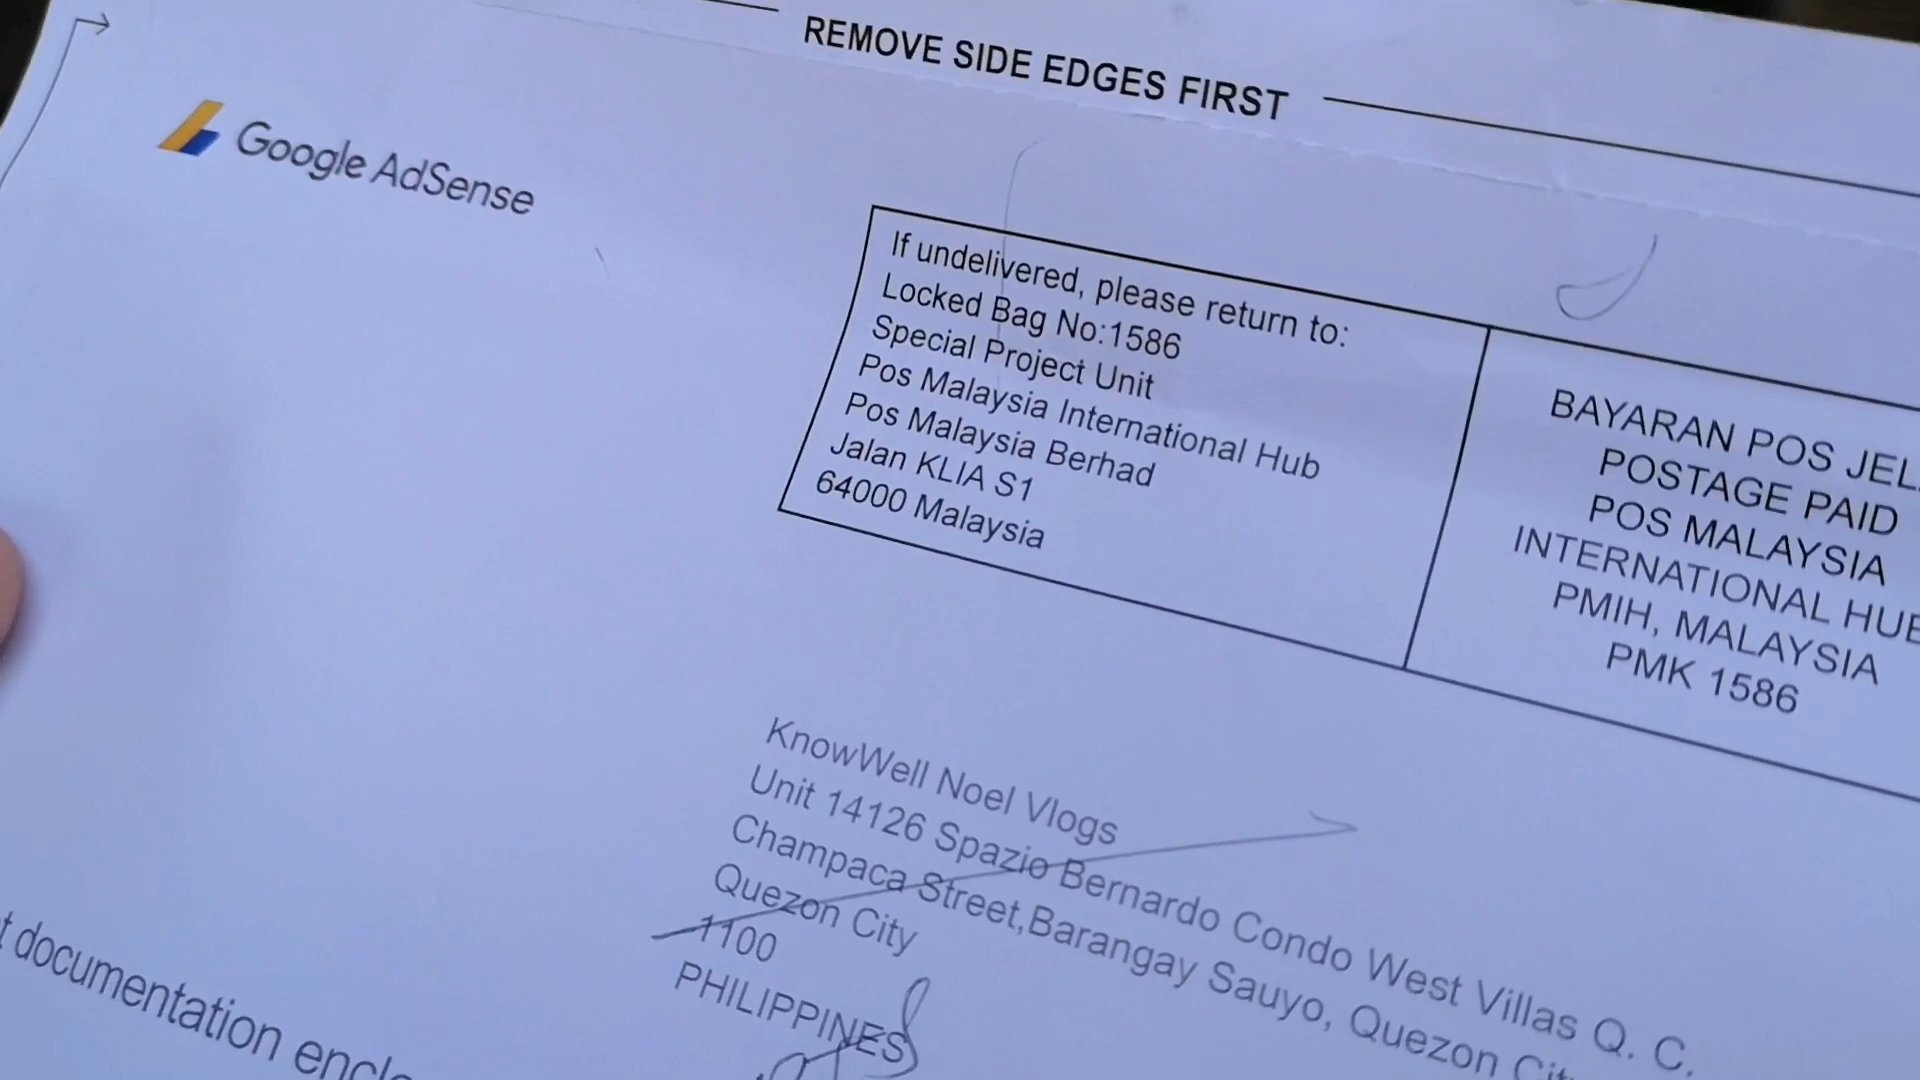 REMOVE SIDE EDGES FIRST
Google AdSense
If undelivered, please return to:
Locked Bag No:1586
Special Project Unit
Pos Malaysia International Hub
Pos Malaysia Berhad
Jalan KLIA S1
64000 Malaysia
BAYARAN POS JEL
POSTAGE PAID
POS MALAYSIA
INTERNATIONAL HUB
PMIH, MALAYSIA
PMK 1586
KnowWell Noel Vlogs
Unit 14126 Spazio Bernardo Condo West Villas Q. C.
Champaca Street,Barangay Sauyo, Quezon Cit
Quezon City
1100
PHILIPPINES
t documentation enclo